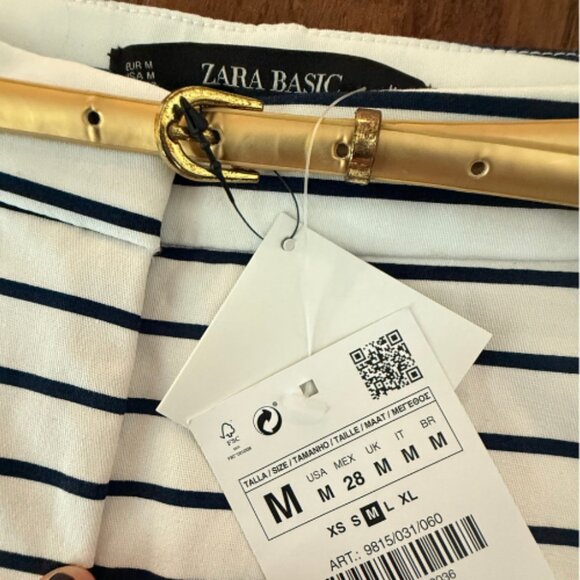 EUR M
USA M
ZARA BASIC
FSC
TALLA / SIZE / TAMANHO / TAILLE / MAAT / ΜΕΓΕΘΟΣ
M
USA MEX UK IT BR
M 28 M M M
XS S M L XL
ART.: 9815/031/060